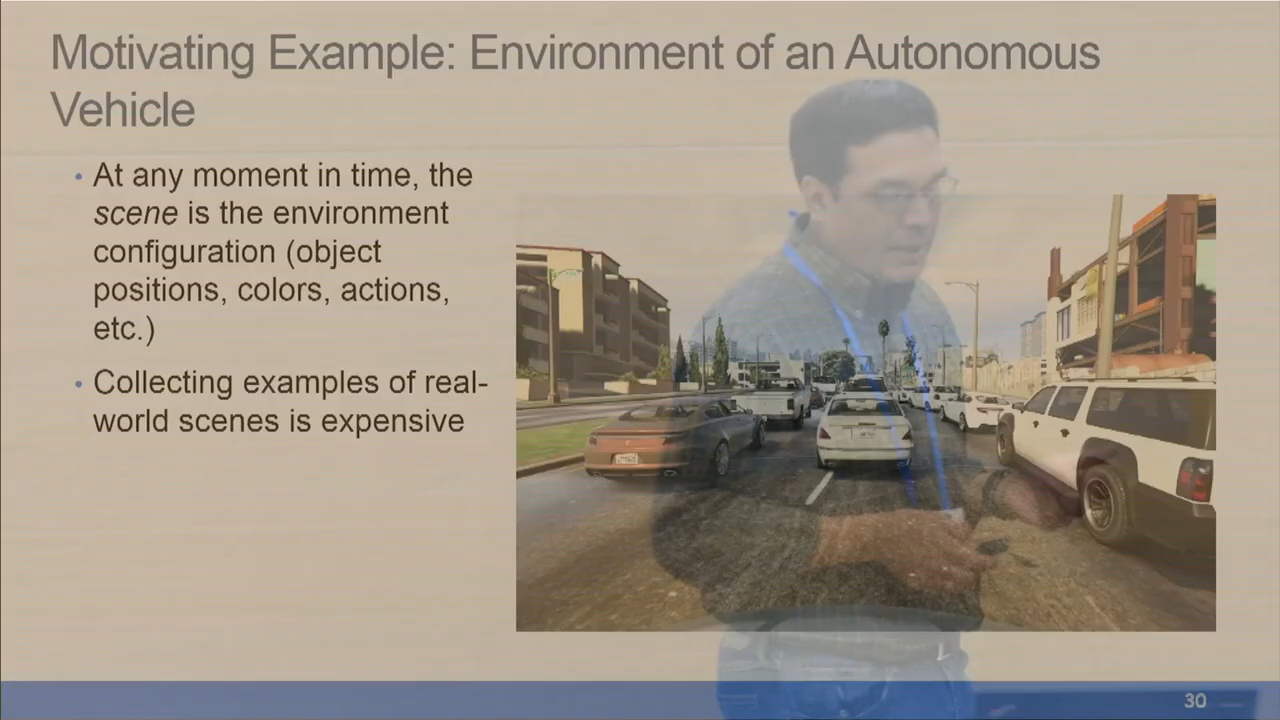 Motivating Example: Environment of an Autonomous
Vehicle
• At any moment in time, the
scene is the environment
configuration (object
positions, colors, actions,
etc.)
• Collecting examples of real-
world scenes is expensive
30